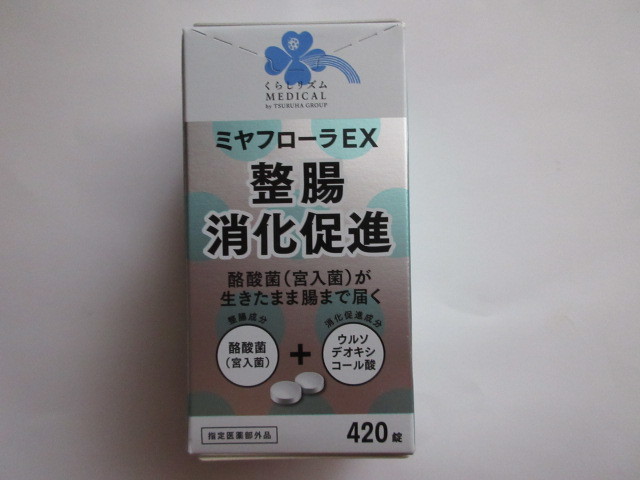 くらしリズム
MEDICAL
by TSURUHA GROUP
ミヤフローラEX
整腸
消化促進
酪酸菌(宮入菌)が
生きたまま腸まで届く
整腸成分
酪酸菌
(宮入菌)
+
消化促進成分
ウルソ
デオキシ
コール酸
指定医薬部外品
420錠